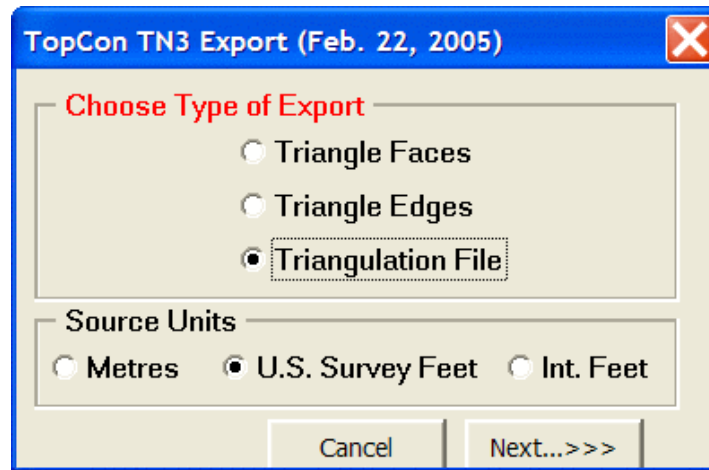 TopCon TN3 Export (Feb. 22, 2005)
Choose Type of Export
Triangle Faces
Triangle Edges
Triangulation File
Source Units
Metres U.S. Survey Feet Int. Feet
Cancel Next...>>>